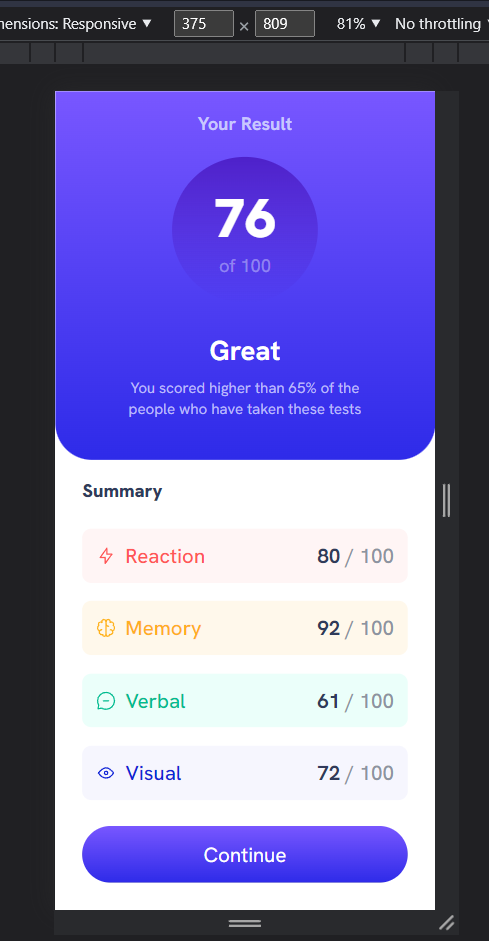 ensions: Responsive ▼ 375 × 809 81% ▼ No throttling
Your Result
76
of 100
Great
You scored higher than 65% of the
people who have taken these tests
Summary
Reaction 80 / 100
Memory 92 / 100
Verbal 61 / 100
Visual 72 / 100
Continue